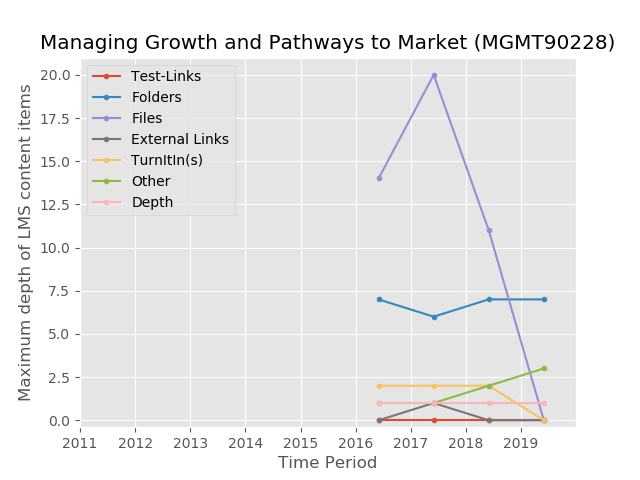 Managing Growth and Pathways to Market (MGMT90228)
Maximum depth of LMS content items
20.0
17.5
15.0
12.5
10.0
7.5
5.0
2.5
0.0
Test-Links
Folders
Files
External Links
TurnItIn(s)
Other
Depth
2011 2012 2013 2014 2015 2016 2017 2018 2019
Time Period